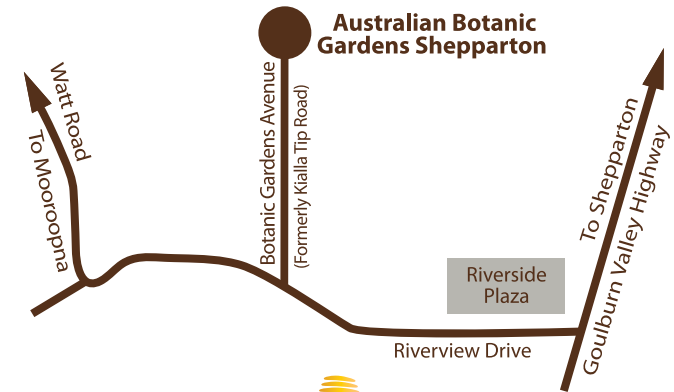 Australian Botanic
Gardens Shepparton
Watt Road
To Mooroopna
Botanic Gardens Avenue
(Formerly Kialla Tip Road)
To Shepparton
Goulburn Valley Highway
Riverside
Plaza
Riverview Drive